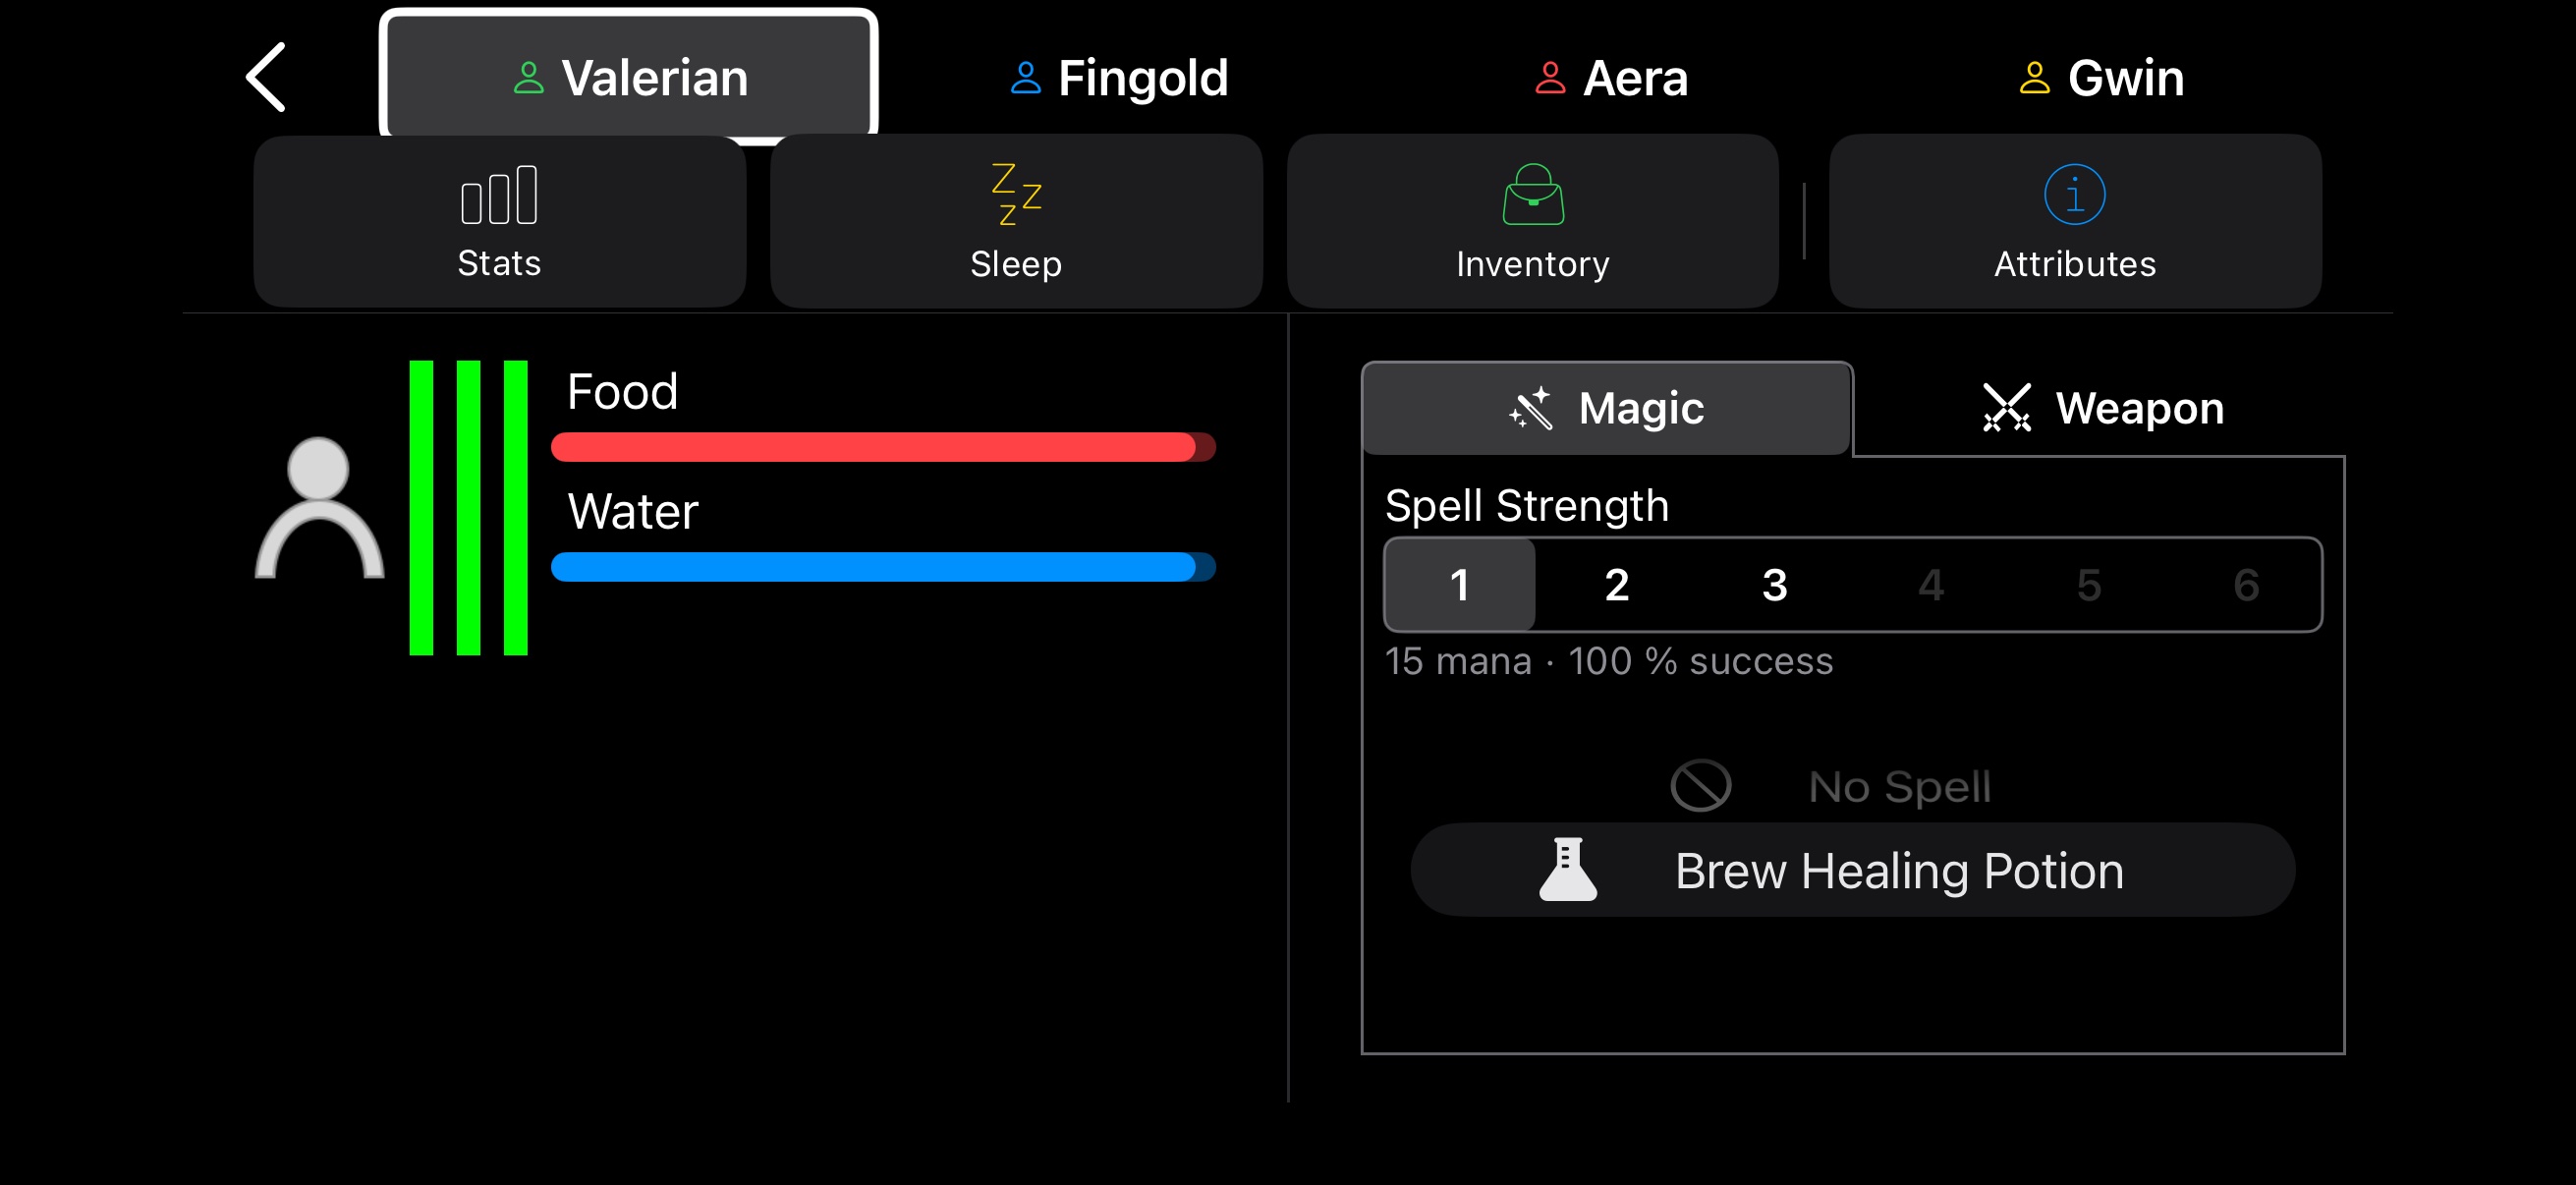 Valerian
Fingold
Aera
Gwin
Stats
Sleep
Inventory
Attributes
Food
Water
Magic
Weapon
Spell Strength
1 2 3 4 5 6
15 mana · 100 % success
No Spell
Brew Healing Potion